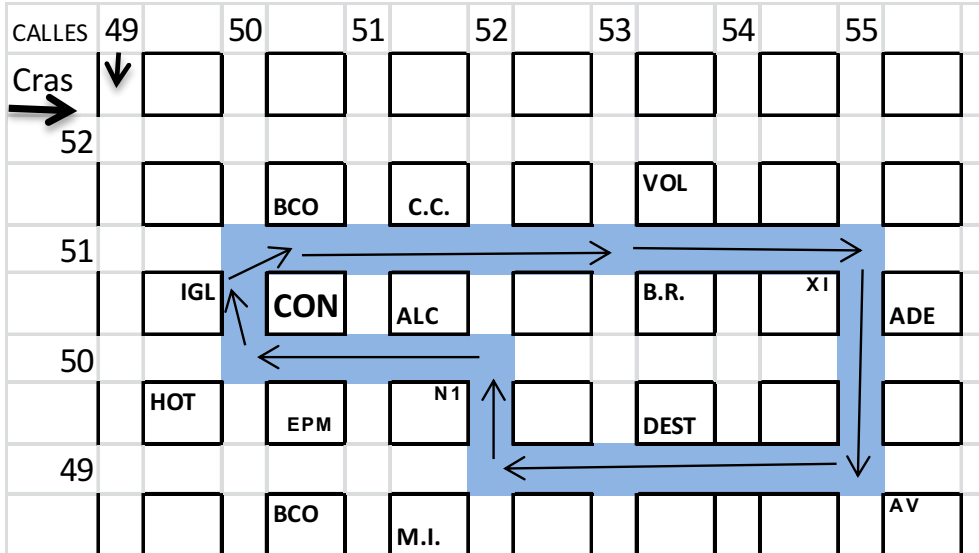 CALLES 49 50 51 52 53 54 55
Cras
52
BCO C.C. VOL
51
IGL CON ALC B.R. XI ADE
50
HOT EPM N1 DEST
49
BCO M.I. AV